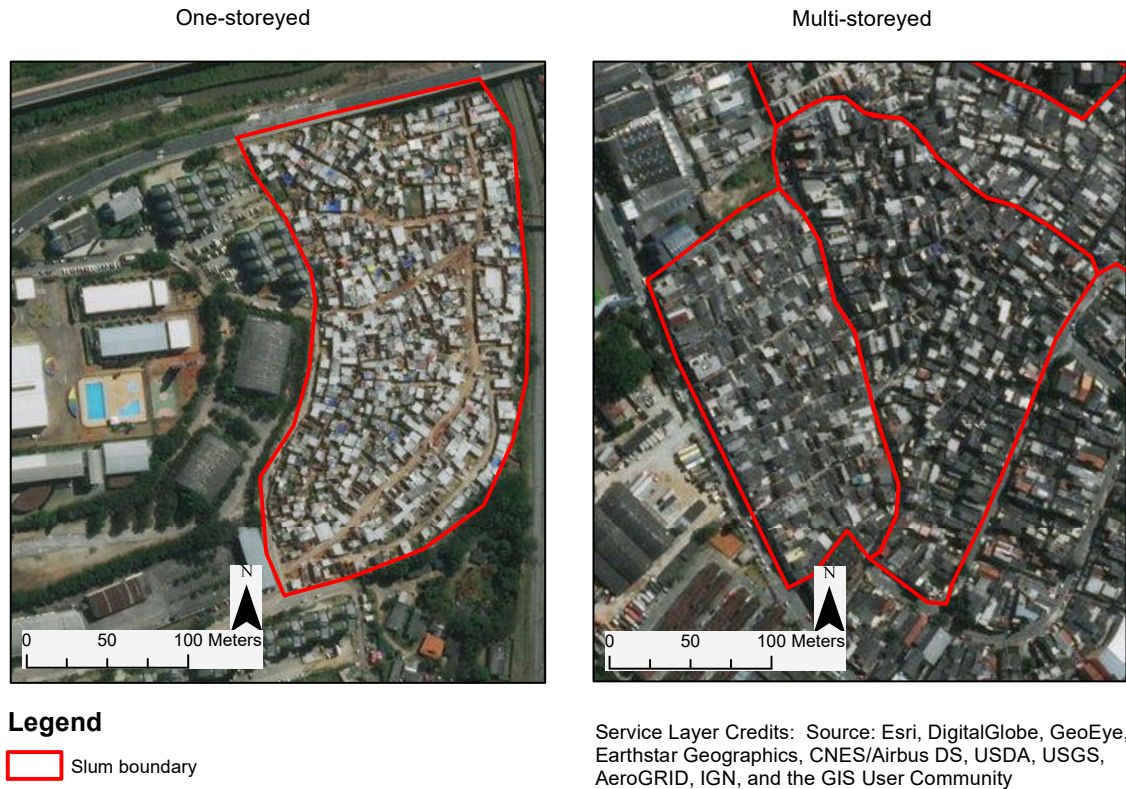 One-storeyed
Multi-storeyed
N
0 50 100 Meters
N
0 50 100 Meters
Legend
Slum boundary
Service Layer Credits: Source: Esri, DigitalGlobe, GeoEye,
Earthstar Geographics, CNES/Airbus DS, USDA, USGS,
AeroGRID, IGN, and the GIS User Community